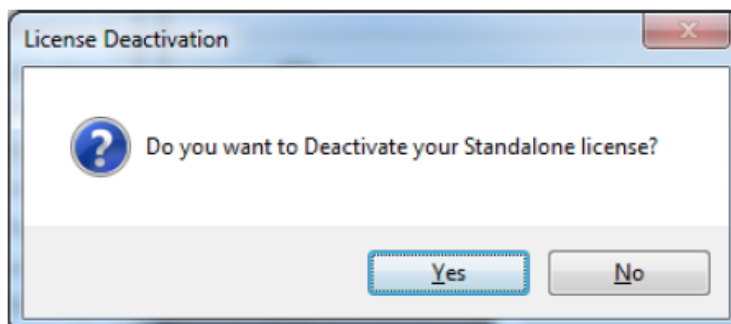 License Deactivation
Do you want to Deactivate your Standalone license?
Yes
No